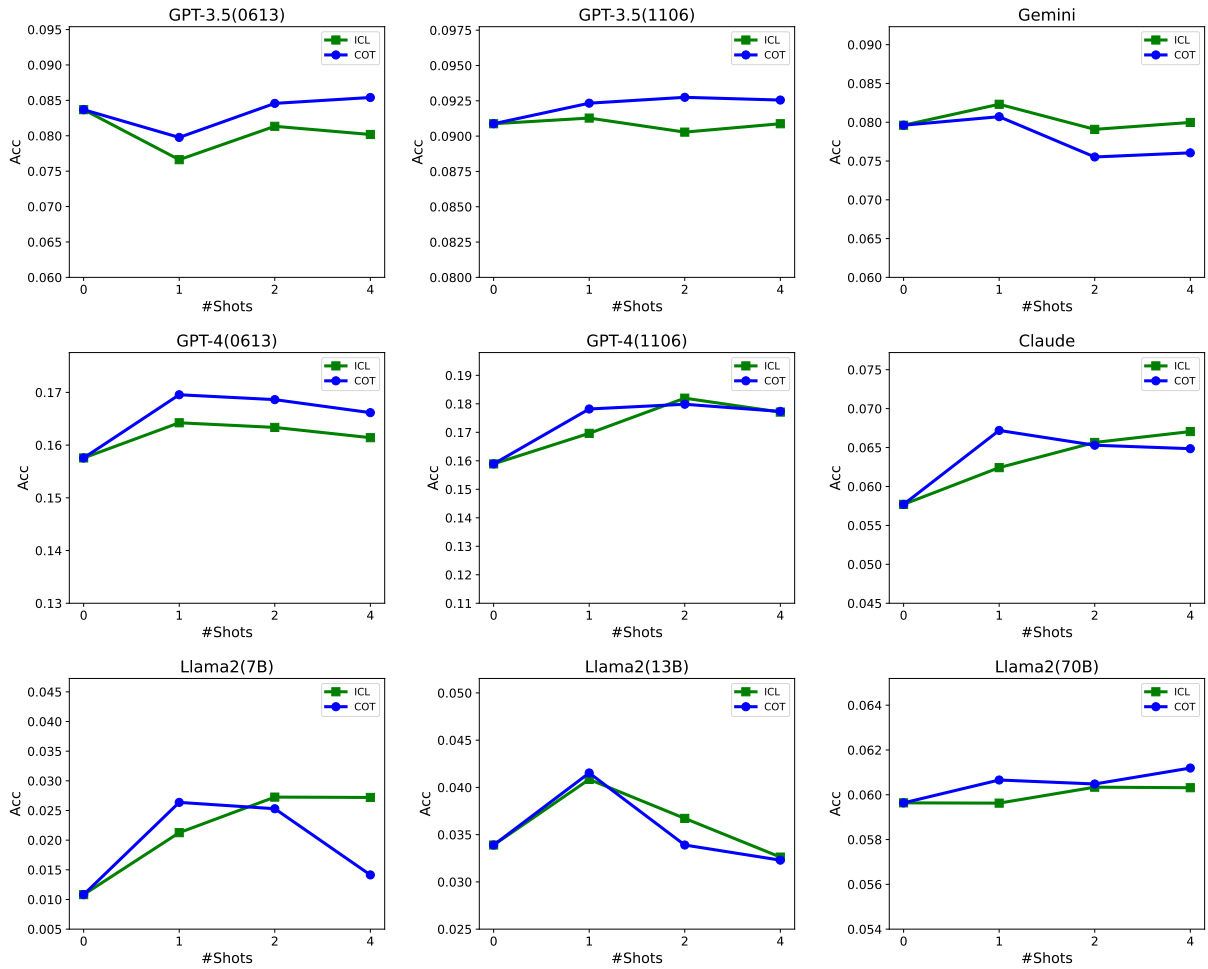 GPT-3.5(0613)
0.095
0.090
0.085
0.080
0.075
0.070
0.065
0.060
Acc
ICL
COT
0
1
2
4
#Shots
GPT-3.5(1106)
0.0975
0.0950
0.0925
0.0900
0.0875
0.0850
0.0825
0.0800
Acc
ICL
COT
0
1
2
4
#Shots
Gemini
0.090
0.085
0.080
0.075
0.070
0.065
0.060
Acc
ICL
COT
0
1
2
4
#Shots
GPT-4(0613)
0.17
0.16
0.15
0.14
0.13
Acc
ICL
COT
0
1
2
4
#Shots
GPT-4(1106)
0.19
0.18
0.17
0.16
0.15
0.14
0.13
0.12
0.11
Acc
ICL
COT
0
1
2
4
#Shots
Claude
0.075
0.070
0.065
0.060
0.055
0.050
0.045
Acc
ICL
COT
0
1
2
4
#Shots
Llama2(7B)
0.045
0.040
0.035
0.030
0.025
0.020
0.015
0.010
0.005
Acc
ICL
COT
0
1
2
4
#Shots
Llama2(13B)
0.050
0.045
0.040
0.035
0.030
0.025
Acc
ICL
COT
0
1
2
4
#Shots
Llama2(70B)
0.064
0.062
0.060
0.058
0.056
0.054
Acc
ICL
COT
0
1
2
4
#Shots